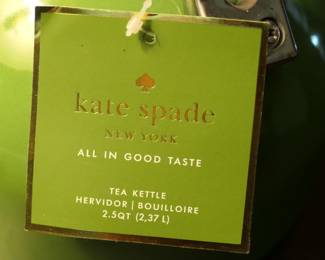 kate spade
NEW YORK
ALL IN GOOD TASTE
TEA KETTLE
HERVIDOR | BOUILLOIRE
2.5QT (2,37 L)